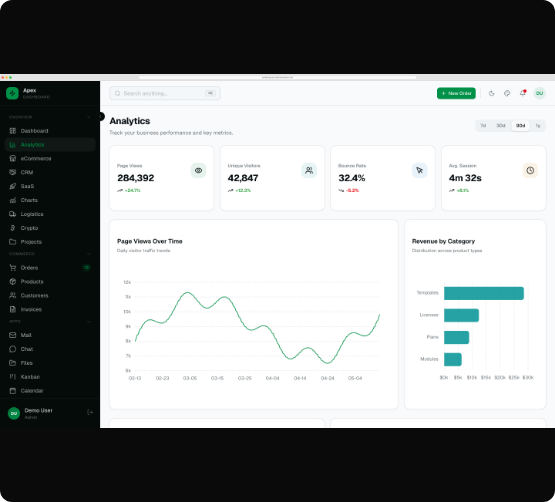 Apex
DASHBOARD
OVERVIEW
Dashboard
Analytics
eCommerce
CRM
SaaS
Charts
Logistics
Crypto
Projects
ECOMMERCE
Orders
Products
Customers
Invoices
APPS
Mail
Chat
Files
Kanban
Calendar
DU
Demo User
Admin
Search anything...
+ New Order
DU
Analytics
Track your business performance and key metrics.
7d 30d 90d 1y
Page Views
284,392
+24.7%
Unique Visitors
42,847
+12.3%
Bounce Rate
32.4%
-5.2%
Avg. Session
4m 32s
+8.1%
Page Views Over Time
Daily visitor traffic trends
12k
11k
10k
9k
8k
7k
6k
02-13 02-23 03-05 03-15 03-25 04-04 04-14 04-24 05-04
Revenue by Category
Distribution across product types
Templates
Licenses
Plans
Modules
$0k $5k $10k $15k $20k $25k $30k